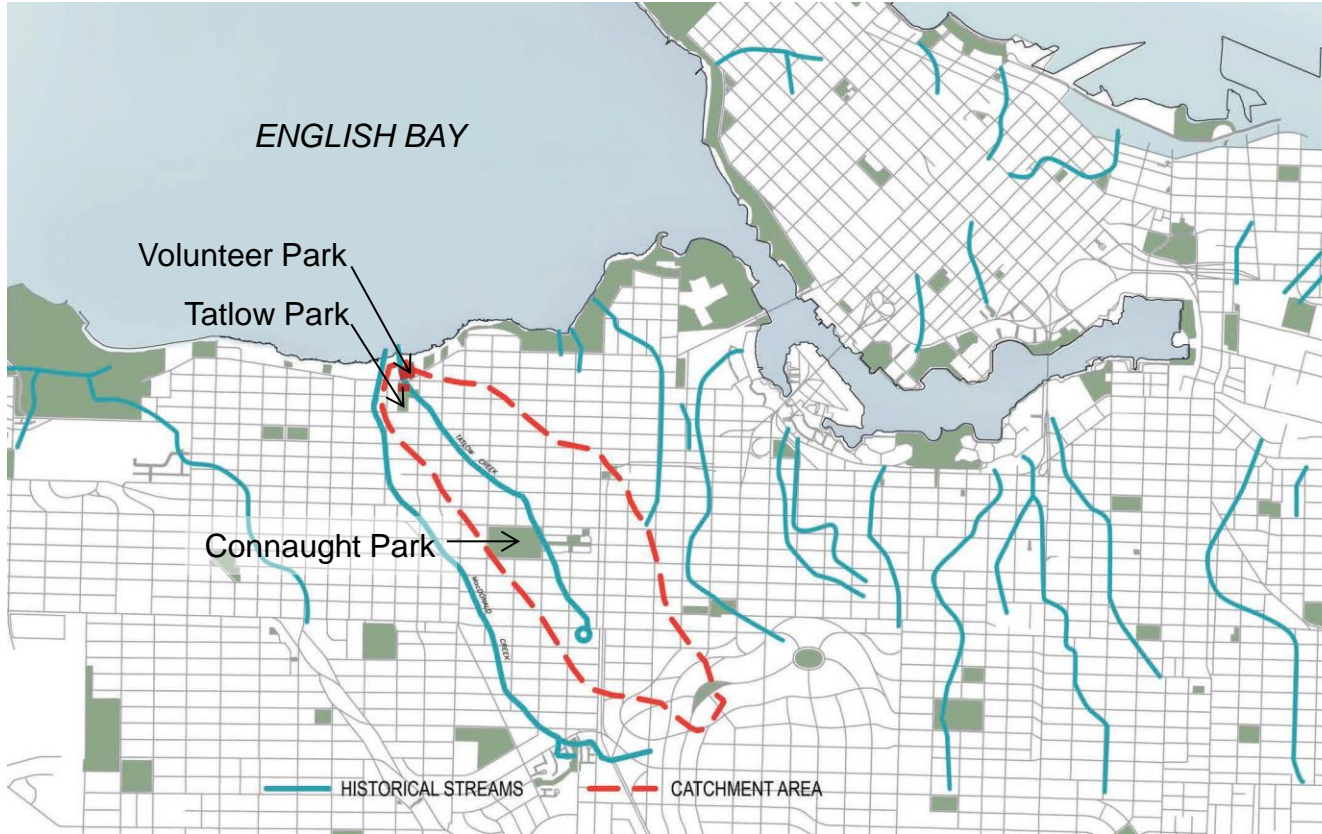 ENGLISH BAY
Volunteer Park
Tatlow Park
TATLOW CREEK
Connaught Park
MacDONALD CREEK
HISTORICAL STREAMS
CATCHMENT AREA